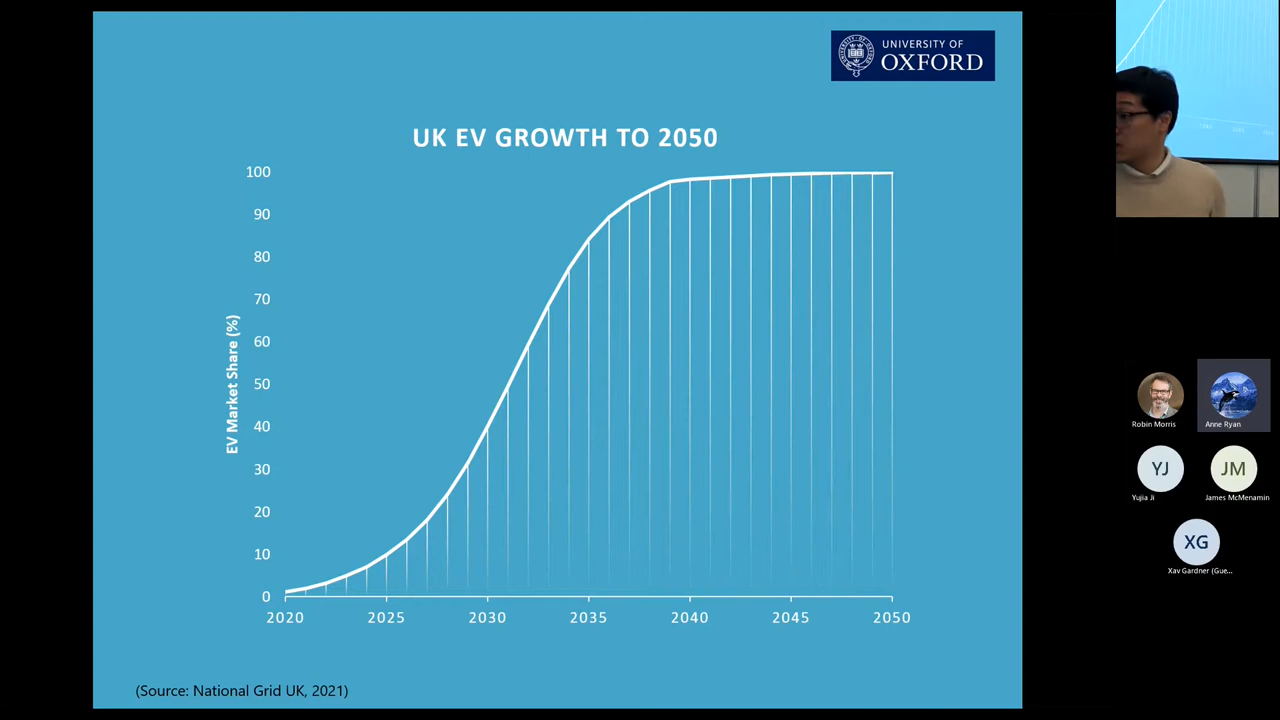 UNIVERSITY OF
OXFORD
UK EV GROWTH TO 2050
EV Market Share (%)
100
90
80
70
60
50
40
30
20
10
0
2020 2025 2030 2035 2040 2045 2050
(Source: National Grid UK, 2021)
Robin Morris
Anne Ryan
YJ
Yujia Ji
JM
James McMenamin
XG
Xav Gardner (Gue...